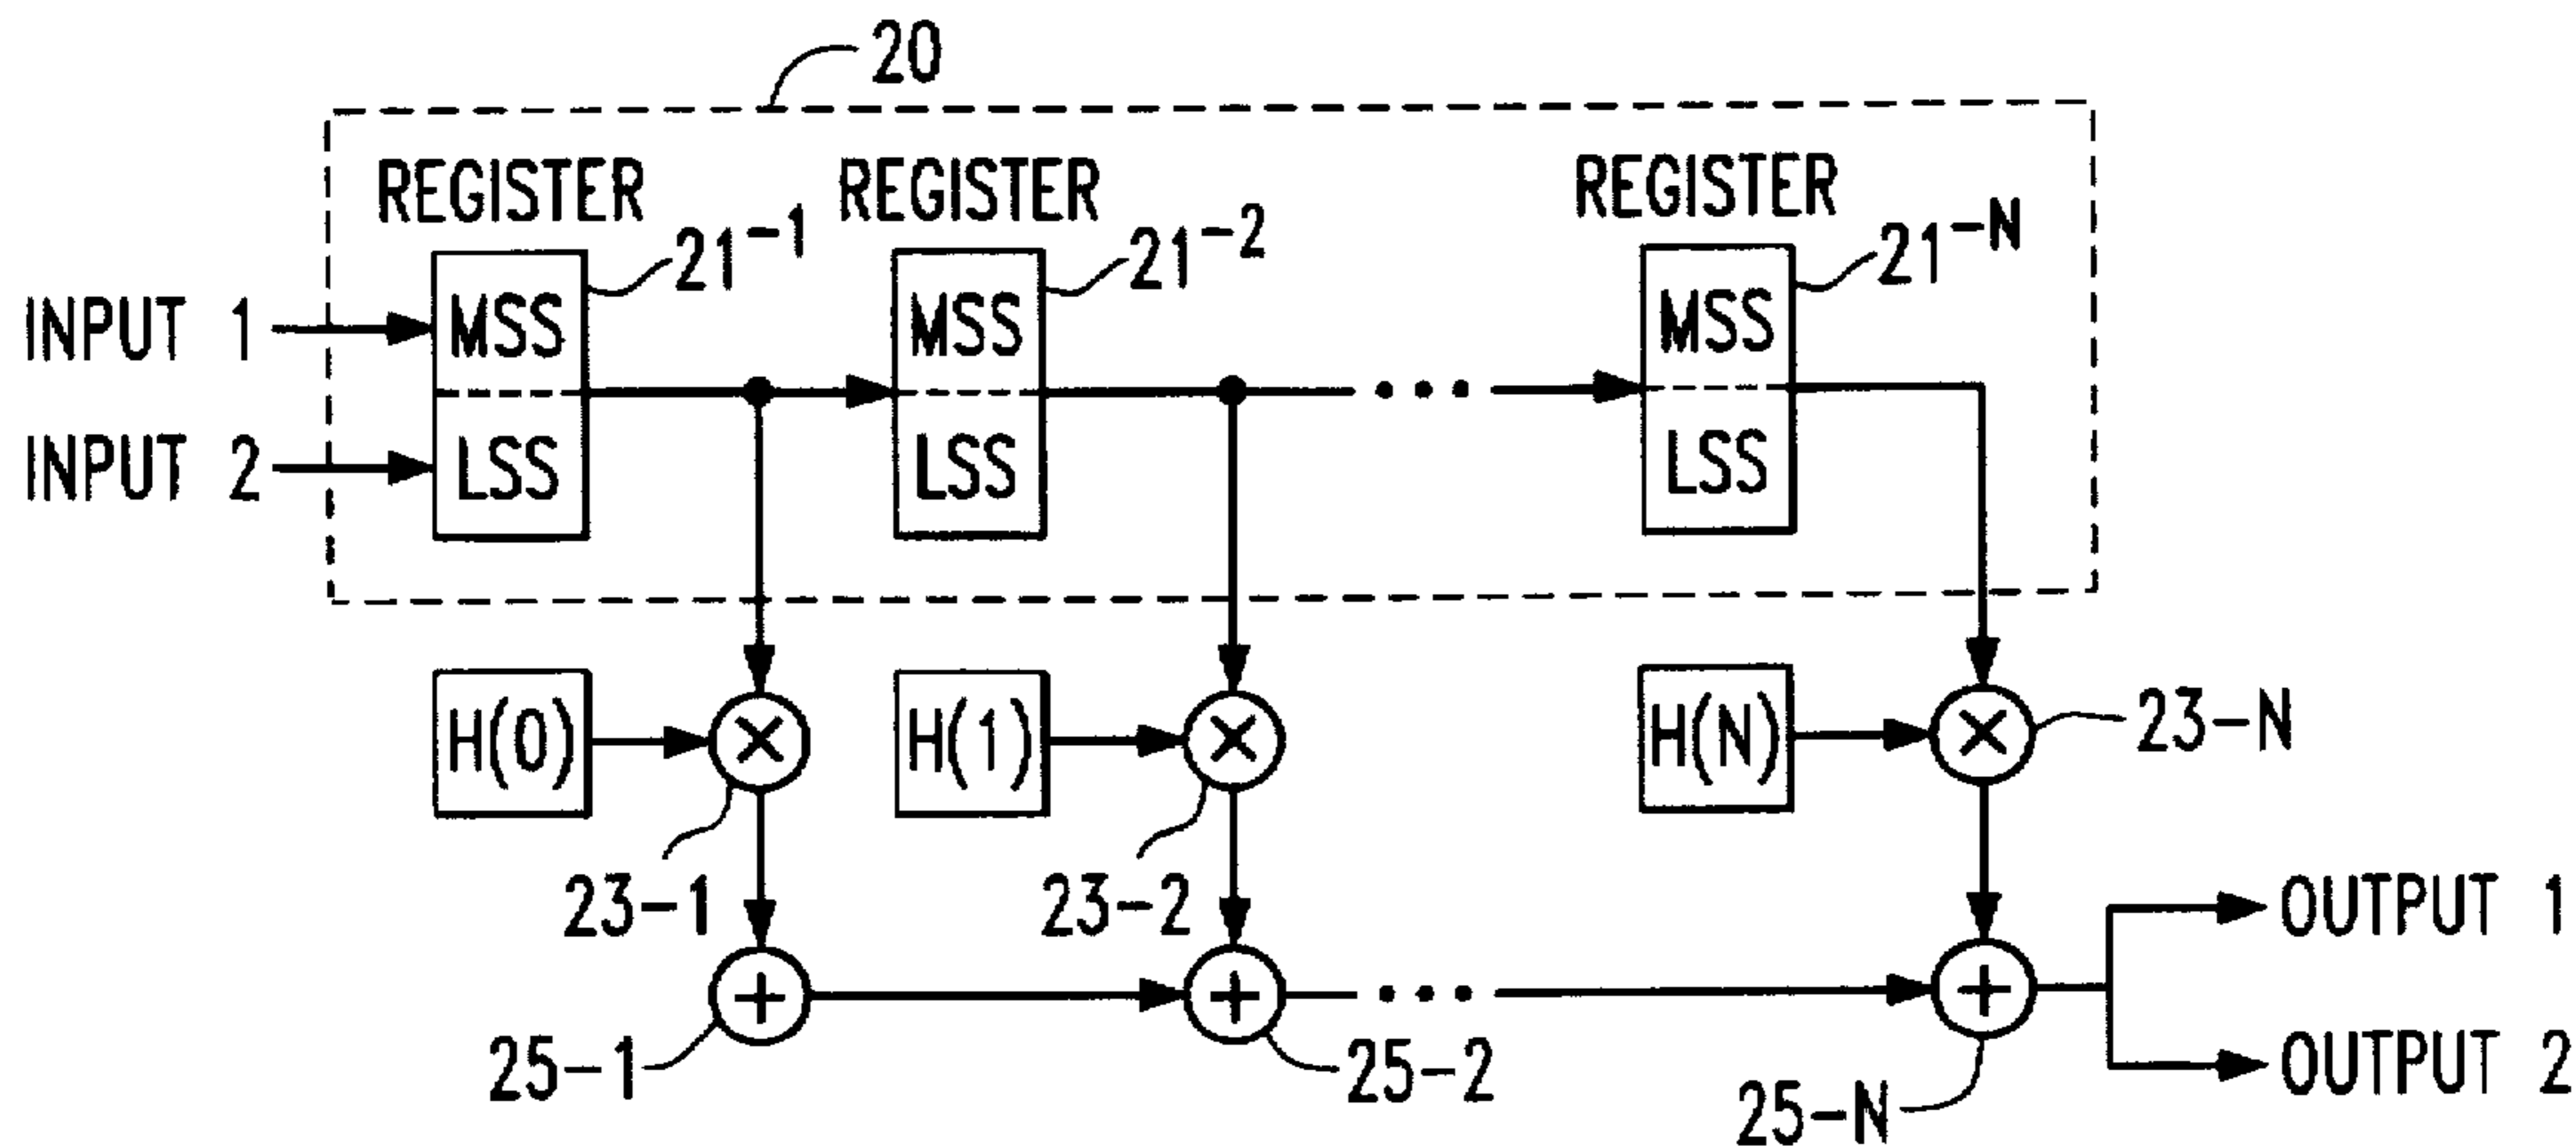 20
REGISTER REGISTER REGISTER
21-1 21-2 21-N
INPUT 1 MSS MSS MSS
INPUT 2 LSS LSS LSS
H(0) × H(1) × H(N) × 23-N
23-1 23-2
OUTPUT 1
+ + +
25-1 25-2 OUTPUT 2
25-N